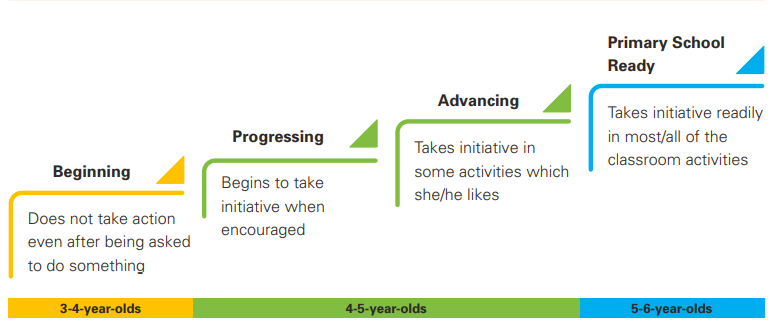 Beginning
Does not take action
even after being asked
to do something
Progressing
Begins to take
initiative when
encouraged
Advancing
Takes initiative in
some activities which
she/he likes
Primary School
Ready
Takes initiative readily
in most/all of the
classroom activities
3-4-year-olds
4-5-year-olds
5-6-year-olds